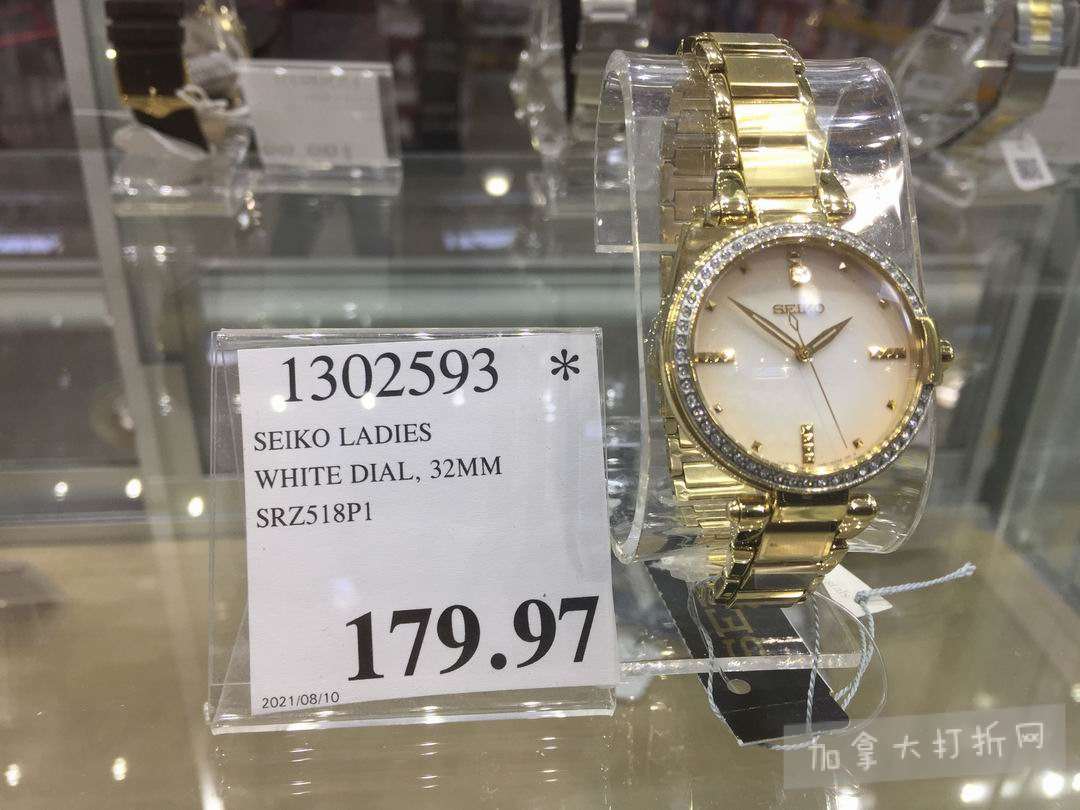 1302593 *
SEIKO LADIES
WHITE DIAL, 32MM
SRZ518P1
179.97
2021/08/10
SEIKO
加拿大打折网